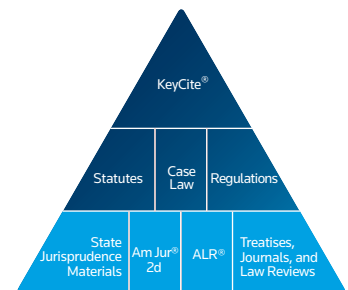 KeyCite®
Statutes
Case
Law
Regulations
State
Jurisprudence
Materials
Am Jur®
2d
ALR®
Treatises,
Journals, and
Law Reviews